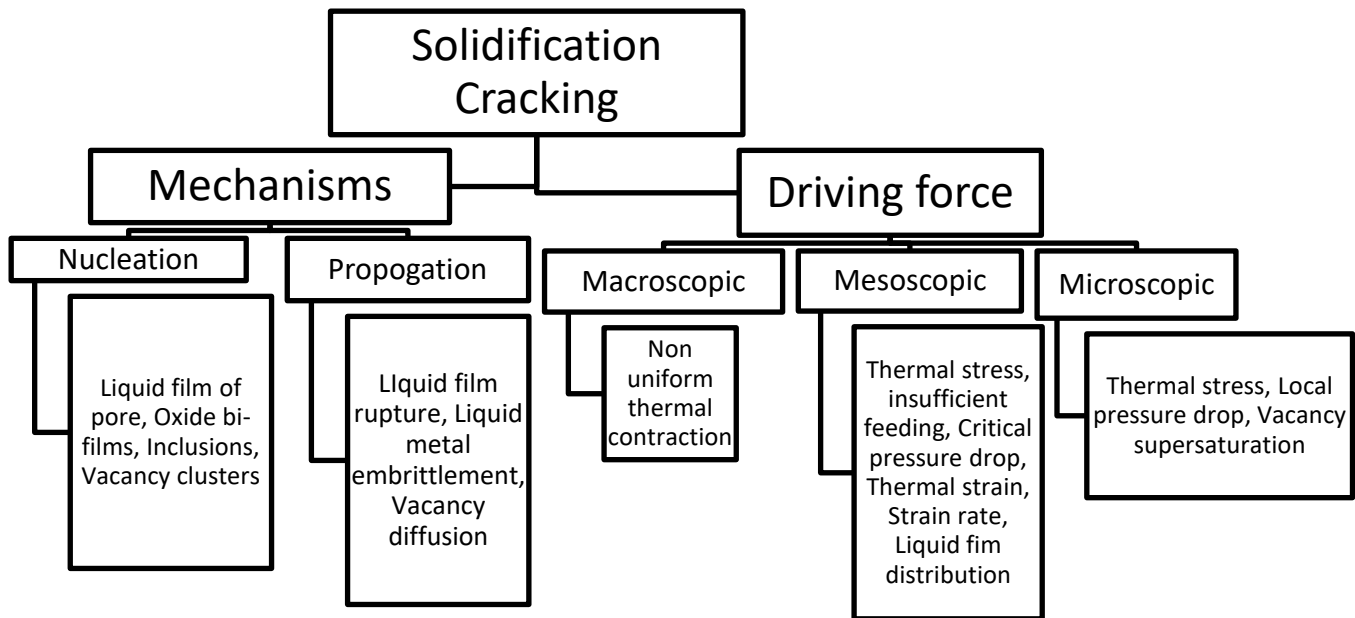 Solidification
Cracking
Mechanisms
Driving force
Nucleation
Propogation
Macroscopic
Mesoscopic
Microscopic
Liquid film of
pore, Oxide bi-
films, Inclusions,
Vacancy clusters
LIquid film
rupture, Liquid
metal
embrittlement,
Vacancy
diffusion
Non
uniform
thermal
contraction
Thermal stress,
insufficient
feeding, Critical
pressure drop,
Thermal strain,
Strain rate,
Liquid fim
distribution
Thermal stress, Local
pressure drop, Vacancy
supersaturation